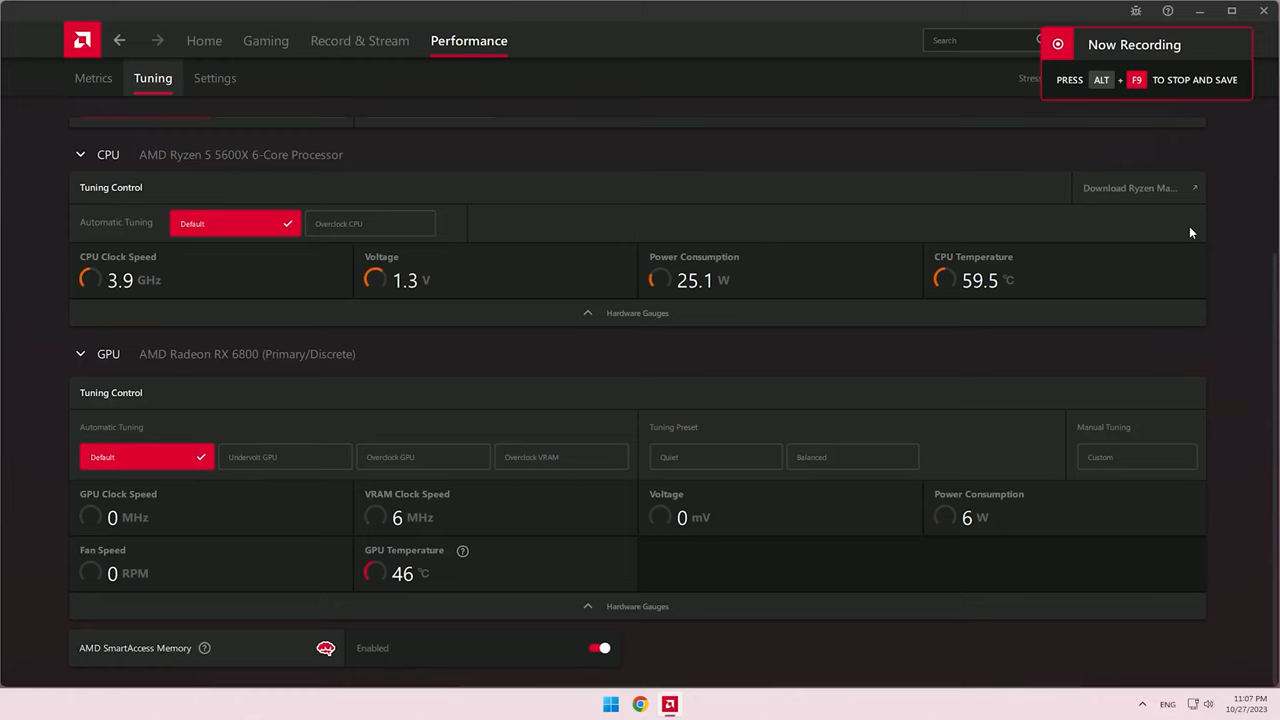 Home
Gaming
Record & Stream
Performance
Search
Now Recording
PRESS ALT + F9 TO STOP AND SAVE
Metrics
Tuning
Settings
Stres
CPU AMD Ryzen 5 5600X 6-Core Processor
Tuning Control
Download Ryzen Ma...
Automatic Tuning
Default
Overclock CPU
CPU Clock Speed
3.9 GHz
Voltage
1.3 V
Power Consumption
25.1 W
CPU Temperature
59.5 °C
Hardware Gauges
GPU AMD Radeon RX 6800 (Primary/Discrete)
Tuning Control
Automatic Tuning
Default
Undervolt GPU
Overclock GPU
Overclock VRAM
Tuning Preset
Quiet
Balanced
Manual Tuning
Custom
GPU Clock Speed
0 MHz
VRAM Clock Speed
6 MHz
Voltage
0 mV
Power Consumption
6 W
Fan Speed
0 RPM
GPU Temperature
46 °C
Hardware Gauges
AMD SmartAccess Memory
Enabled
ENG
11:07 PM
10/27/2023